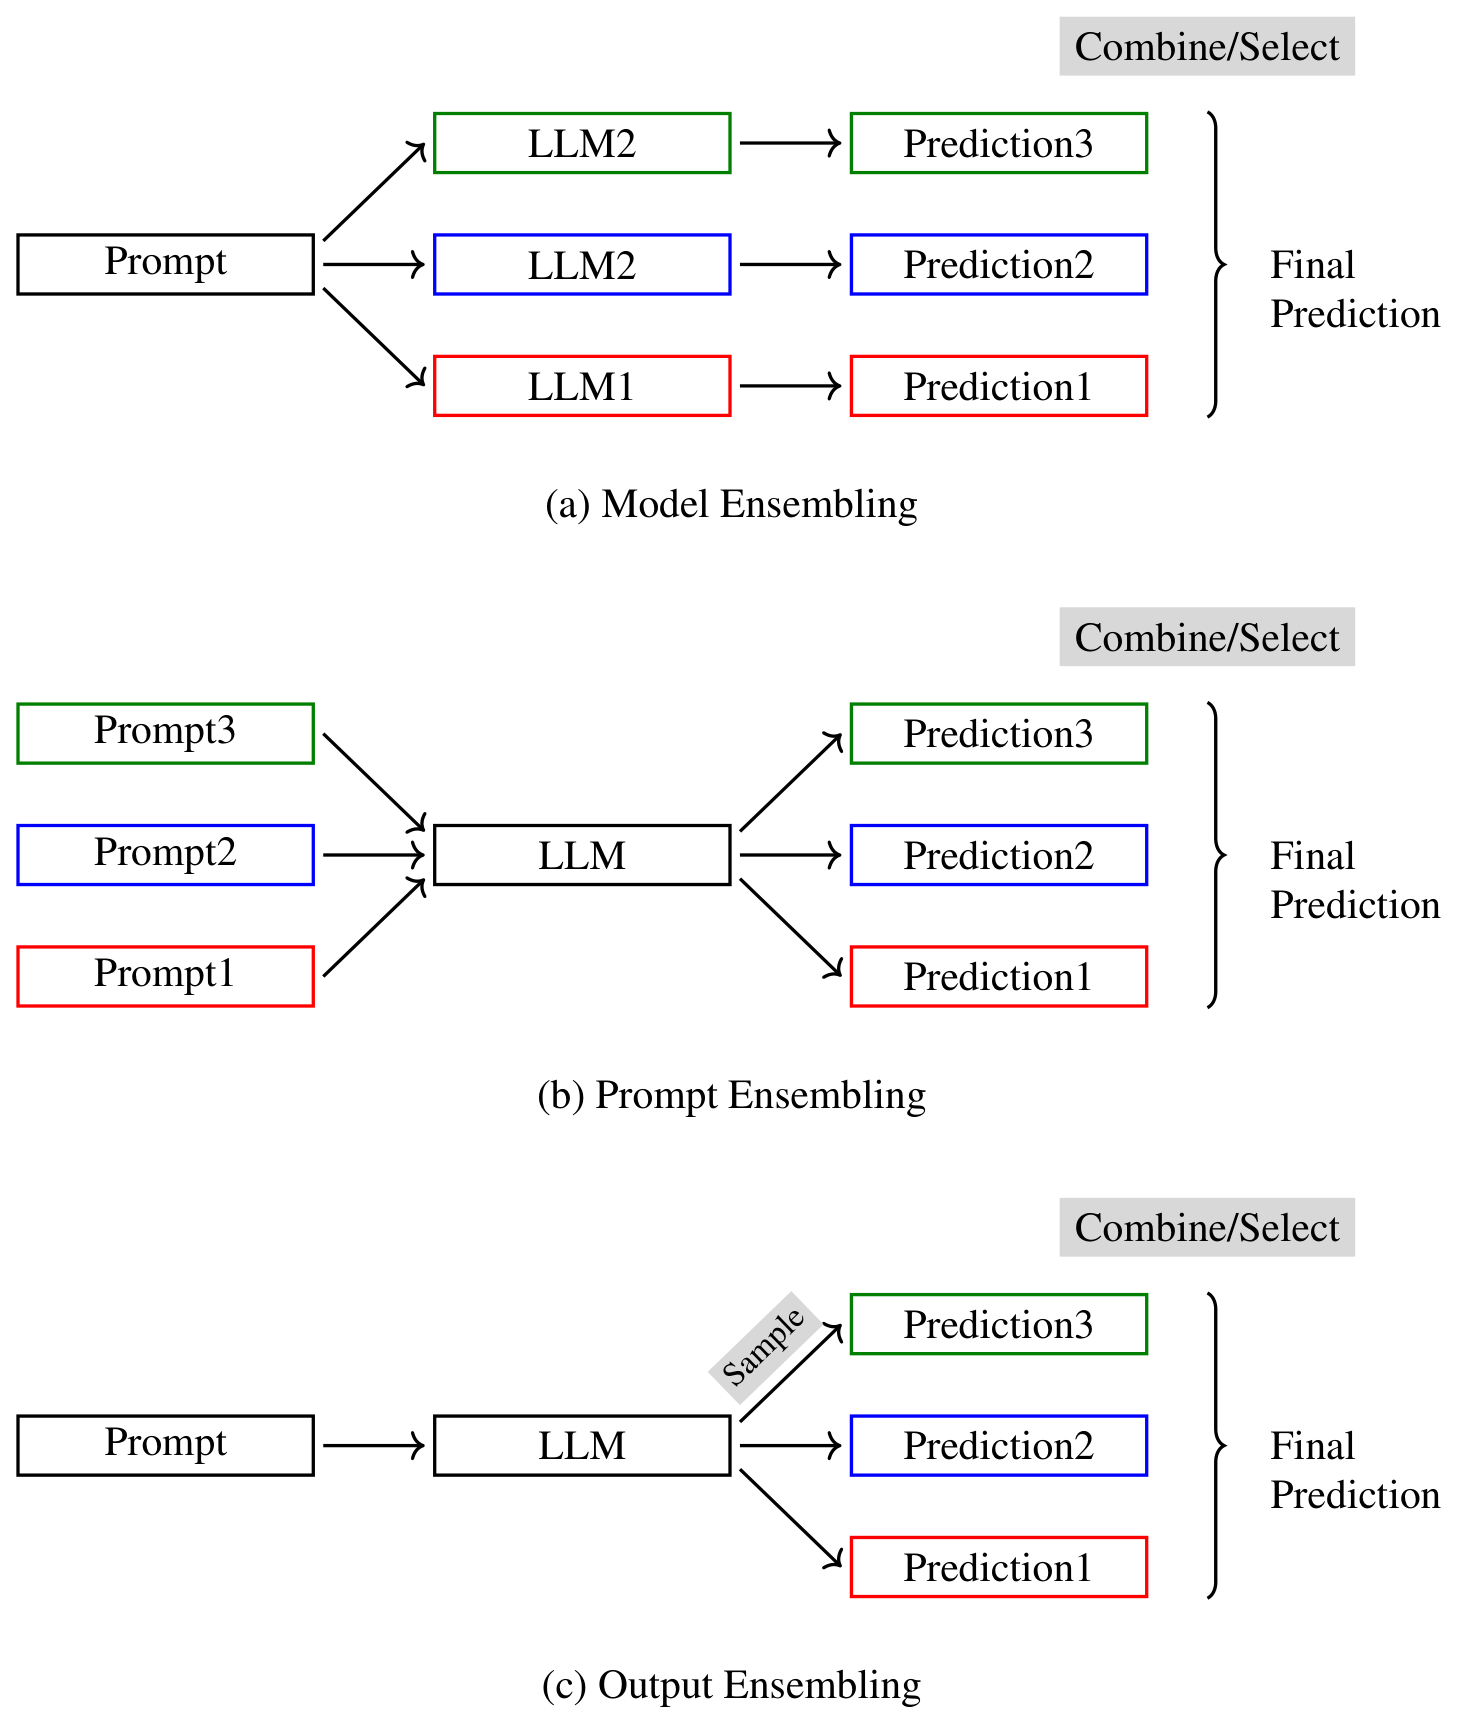 Combine/Select
LLM2
Prediction3
Prompt
LLM2
Prediction2
Final
Prediction
LLM1
Prediction1
(a) Model Ensembling
Combine/Select
Prompt3
Prediction3
Prompt2
LLM
Prediction2
Final
Prediction
Prompt1
Prediction1
(b) Prompt Ensembling
Combine/Select
Sample
Prediction3
Prompt
LLM
Prediction2
Final
Prediction
Prediction1
(c) Output Ensembling